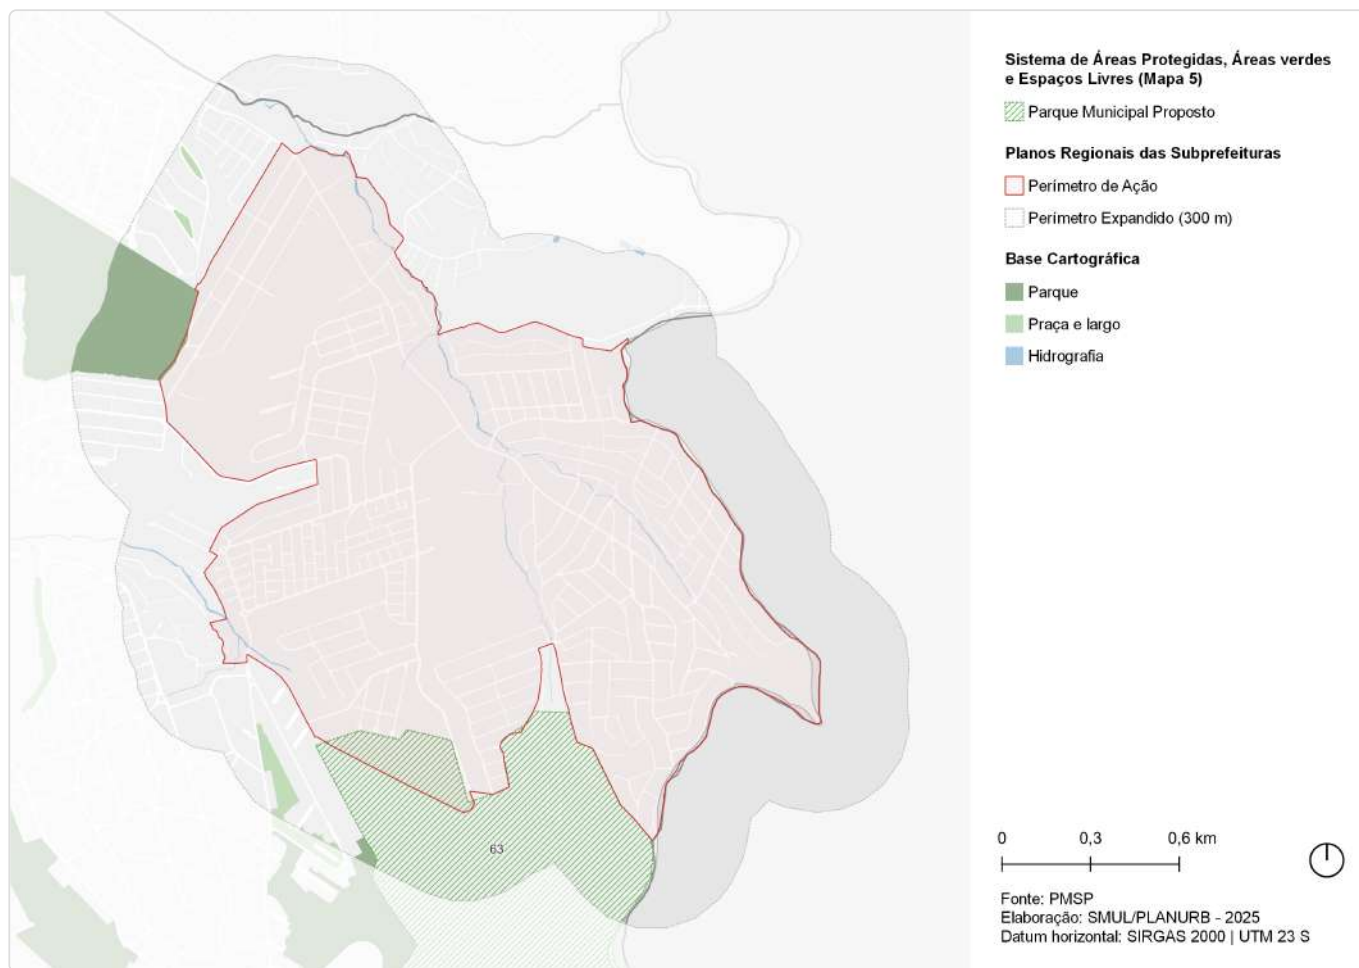 Sistema de Áreas Protegidas, Áreas verdes
e Espaços Livres (Mapa 5)
Parque Municipal Proposto
Planos Regionais das Subprefeituras
Perímetro de Ação
Perímetro Expandido (300 m)
Base Cartográfica
Parque
Praça e largo
Hidrografia
63
0 0,3 0,6 km
Fonte: PMSP
Elaboração: SMUL/PLANURB - 2025
Datum horizontal: SIRGAS 2000 | UTM 23 S